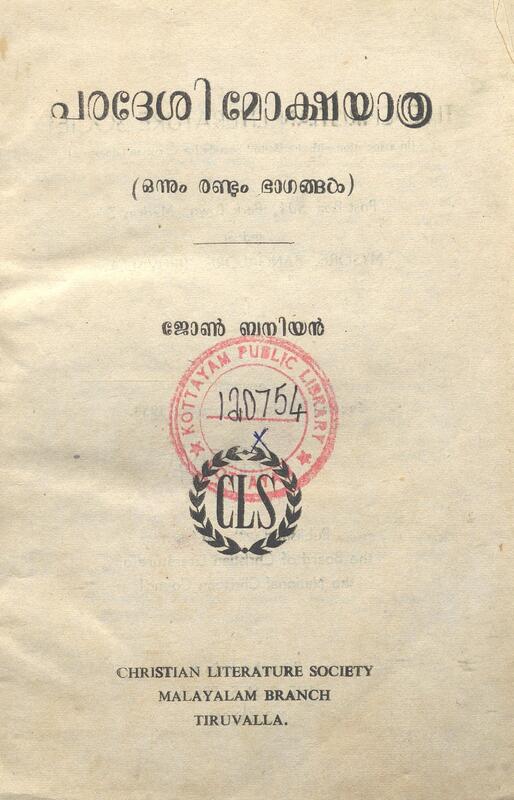 പരദേശി മോക്ഷയാത്ര
(ഒന്നും രണ്ടും ഭാഗങ്ങൾ)
ജോൺ ബനിയൻ
KOTTAYAM PUBLIC LIBRARY
120754
CLS
CHRISTIAN LITERATURE SOCIETY
MALAYALAM BRANCH
TIRUVALLA.